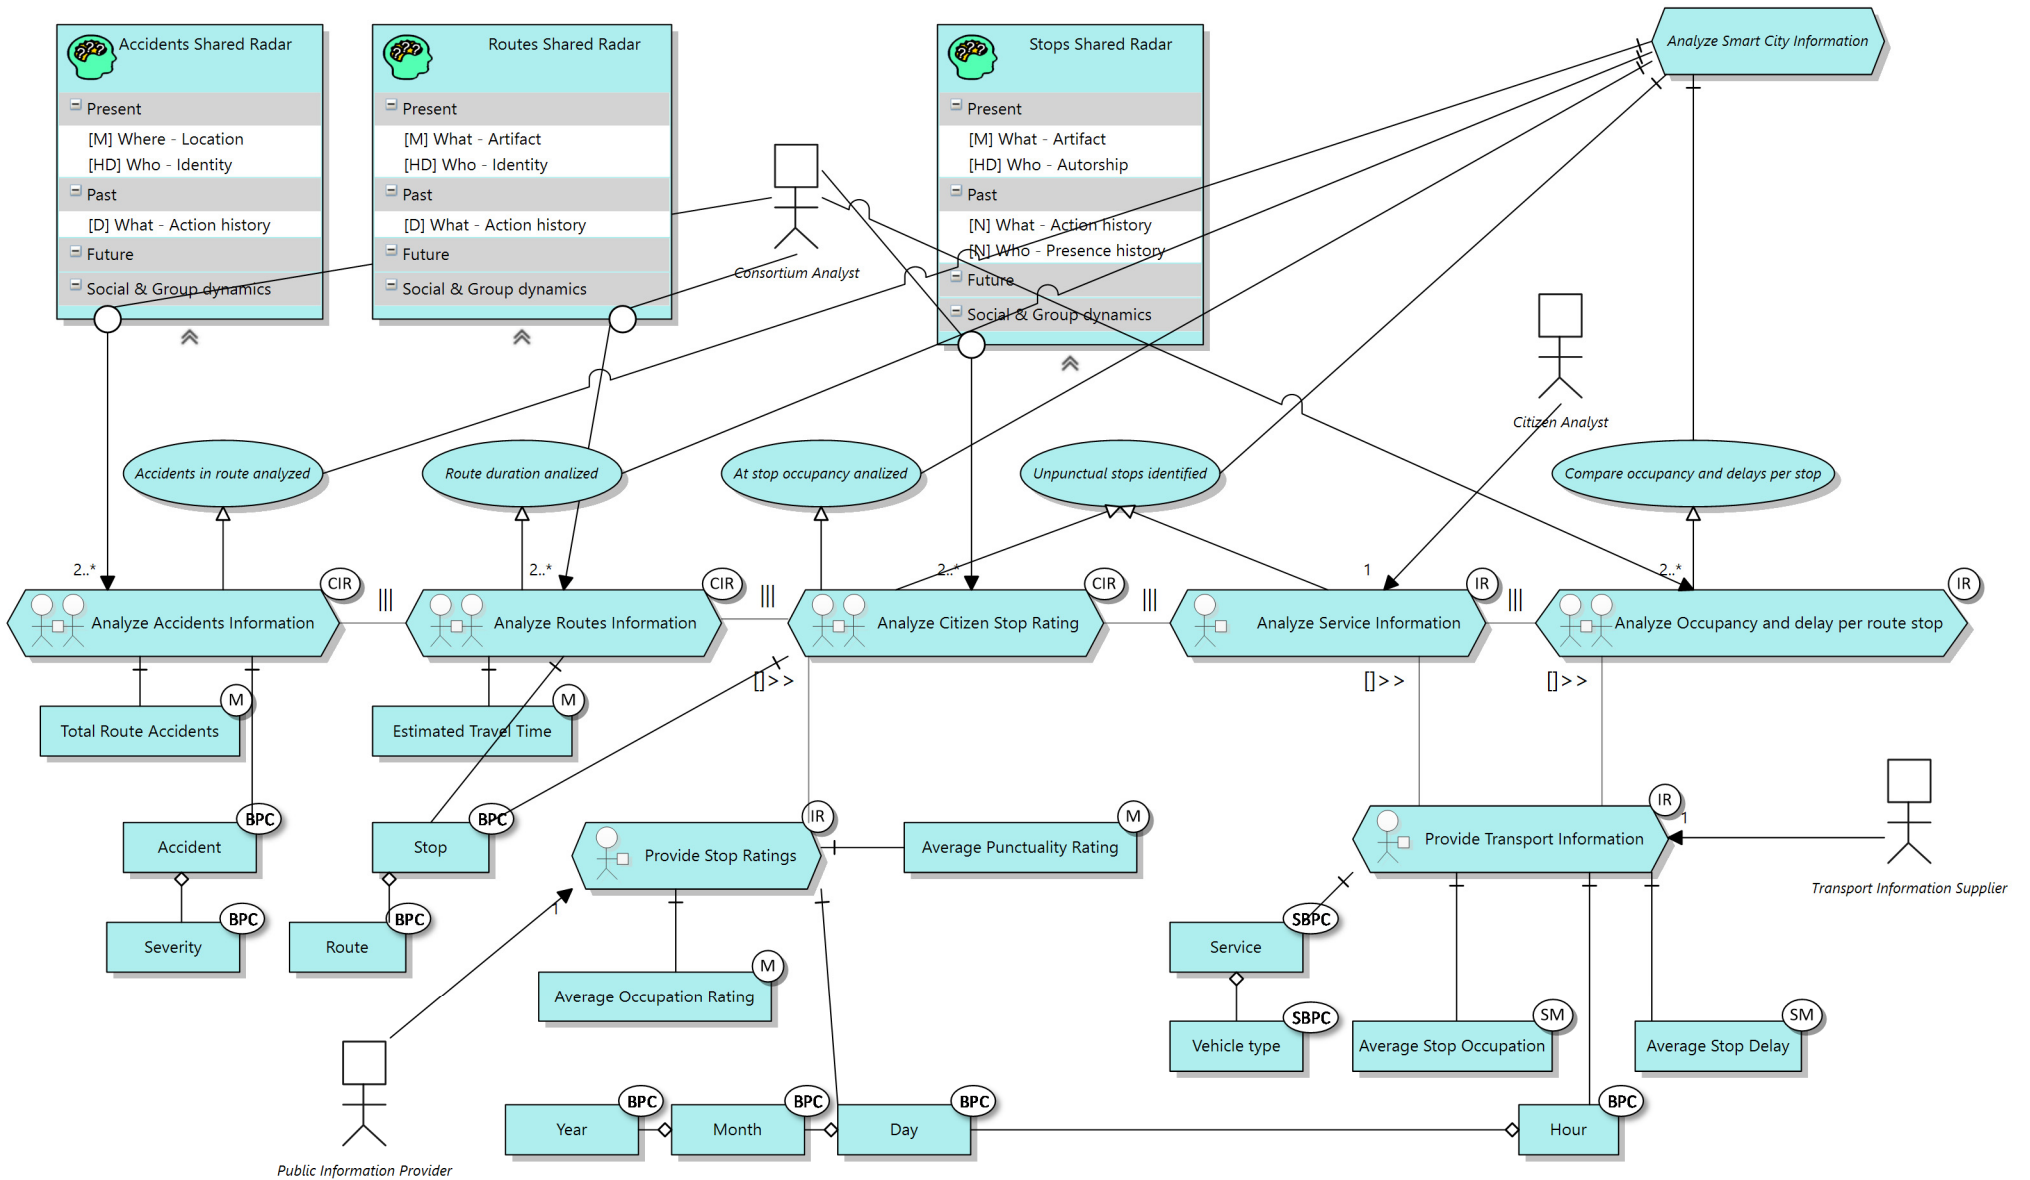 Accidents Shared Radar
Present
[M] Where - Location
[HD] Who - Identity
Past
[D] What - Action history
Future
Social & Group dynamics
Routes Shared Radar
Present
[M] What - Artifact
[HD] Who - Identity
Past
[D] What - Action history
Future
Social & Group dynamics
Consortium Analyst
Stops Shared Radar
Present
[M] What - Artifact
[HD] Who - Autorship
Past
[N] What - Action history
[N] Who - Presence history
Future
Social & Group dynamics
Analyze Smart City Information
Citizen Analyst
Accidents in route analyzed
Route duration analized
At stop occupancy analized
Unpunctual stops identified
Compare occupancy and delays per stop
2..*
2..*
2..*
1
2..*
CIR
Analyze Accidents Information
|||
CIR
Analyze Routes Information
|||
CIR
Analyze Citizen Stop Rating
|||
IR
Analyze Service Information
|||
IR
Analyze Occupancy and delay per route stop
[]>>
[]>>
[]>>
M
Total Route Accidents
M
Estimated Travel Time
BPC
Accident
BPC
Stop
IR
Provide Stop Ratings
M
Average Punctuality Rating
IR
Provide Transport Information
1
Transport Information Supplier
1
BPC
Severity
BPC
Route
M
Average Occupation Rating
SBPC
Service
SBPC
Vehicle type
SM
Average Stop Occupation
SM
Average Stop Delay
Public Information Provider
BPC
Year
BPC
Month
BPC
Day
BPC
Hour